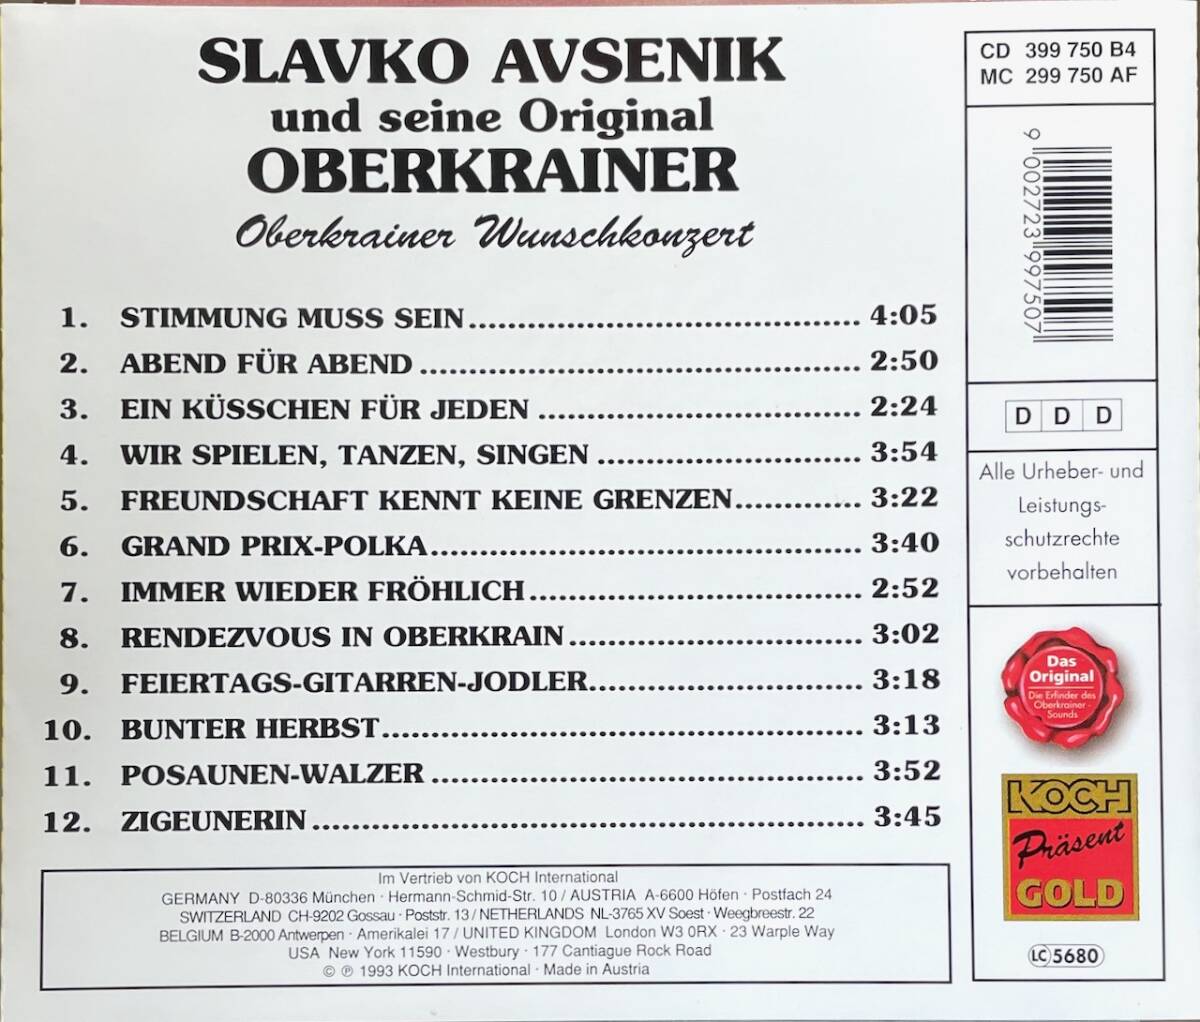 SLAVKO AVSENIK
und seine Original
OBERKRAINER
Oberkrainer Wunschkonzert
1. STIMMUNG MUSS SEIN 4:05
2. ABEND FÜR ABEND 2:50
3. EIN KÜSSCHEN FÜR JEDEN 2:24
4. WIR SPIELEN, TANZEN, SINGEN 3:54
5. FREUNDSCHAFT KENNT KEINE GRENZEN 3:22
6. GRAND PRIX-POLKA 3:40
7. IMMER WIEDER FRÖHLICH 2:52
8. RENDEZVOUS IN OBERKRAIN 3:02
9. FEIERTAGS-GITARREN-JODLER 3:18
10. BUNTER HERBST 3:13
11. POSAUNEN-WALZER 3:52
12. ZIGEUNERIN 3:45
Im Vertrieb von KOCH International
GERMANY D-80336 München · Hermann-Schmid-Str. 10 / AUSTRIA A-6600 Höfen · Postfach 24
SWITZERLAND CH-9202 Gossau · Poststr. 13 / NETHERLANDS NL-3765 XV Soest · Weegbreestr. 22
BELGIUM B-2000 Antwerpen · Amerikalei 17 / UNITED KINGDOM London W3 0RX · 23 Warple Way
USA New York 11590 · Westbury · 177 Cantiague Rock Road
© ℗ 1993 KOCH International · Made in Austria
CD 399 750 B4
MC 299 750 AF
9 002723 997507
D D D
Alle Urheber- und
Leistungs-
schutzrechte
vorbehalten
Das
Original
Die Erfinder des
Oberkrainer-
Sounds
KOCH
Präsent
GOLD
LC 5680